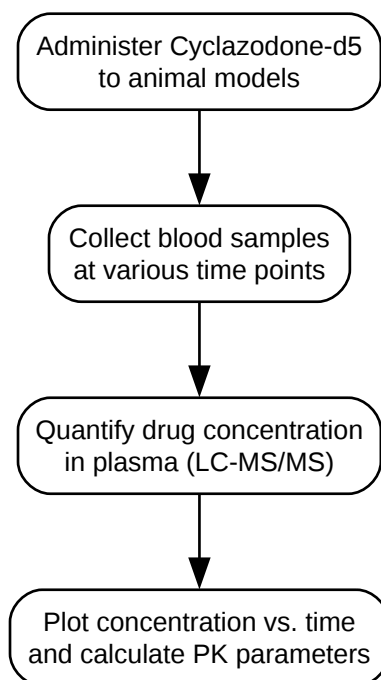 Administer Cyclazodone-d5
to animal models
Collect blood samples
at various time points
Quantify drug concentration
in plasma (LC-MS/MS)
Plot concentration vs. time
and calculate PK parameters